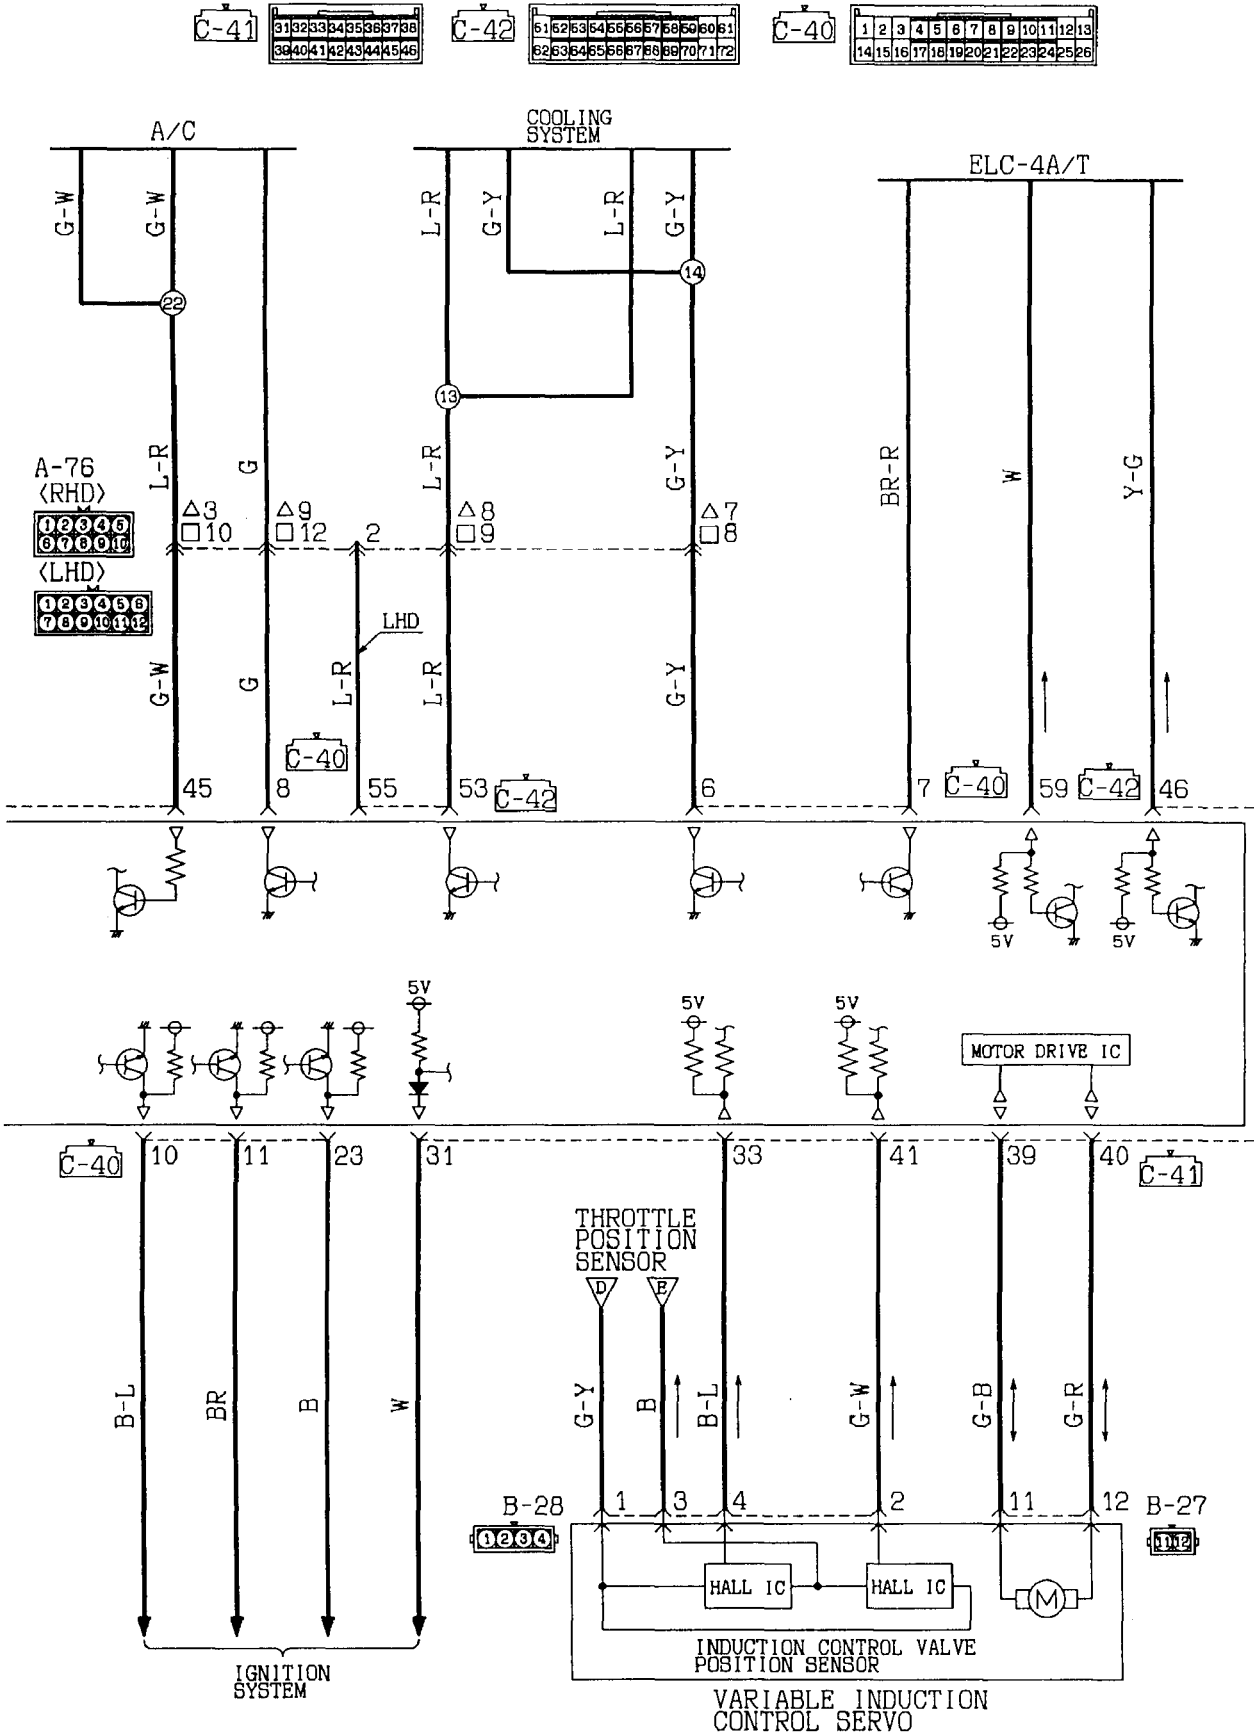 C-41
31 32 33 34 35 36 37 38
39 40 41 42 43 44 45 46
C-42
51 52 53 54 55 56 57 58 59 60 61
62 63 64 65 66 67 68 69 70 71 72
C-40
1 2 3 4 5 6 7 8 9 10 11 12 13
14 15 16 17 18 19 20 21 22 23 24 25 26
A/C
COOLING
SYSTEM
ELC-4A/T
G-W
G-W
L-R
G-Y
L-R
G-Y
14
22
13
A-76
<RHD>
1 2 3 4 5
6 7 8 9 10
<LHD>
1 2 3 4 5 6
7 8 9 10 11 12
L-R
G
L-R
G-Y
BR-R
W
Y-G
△3
□10
△9
□12
2
△8
□9
△7
□8
LHD
G-W
G
L-R
L-R
G-Y
C-40
45
8
55
53
C-42
6
7
C-40
59
C-42
46
5V
5V
5V
5V
5V
MOTOR DRIVE IC
C-40
10
11
23
31
33
41
39
40
C-41
THROTTLE
POSITION
SENSOR
D
E
B-L
BR
B
W
G-Y
B
B-L
G-W
G-B
G-R
B-28
1 2 3 4
1
3
4
2
11
12
B-27
11 12
HALL IC
HALL IC
M
INDUCTION CONTROL VALVE
POSITION SENSOR
IGNITION
SYSTEM
VARIABLE INDUCTION
CONTROL SERVO